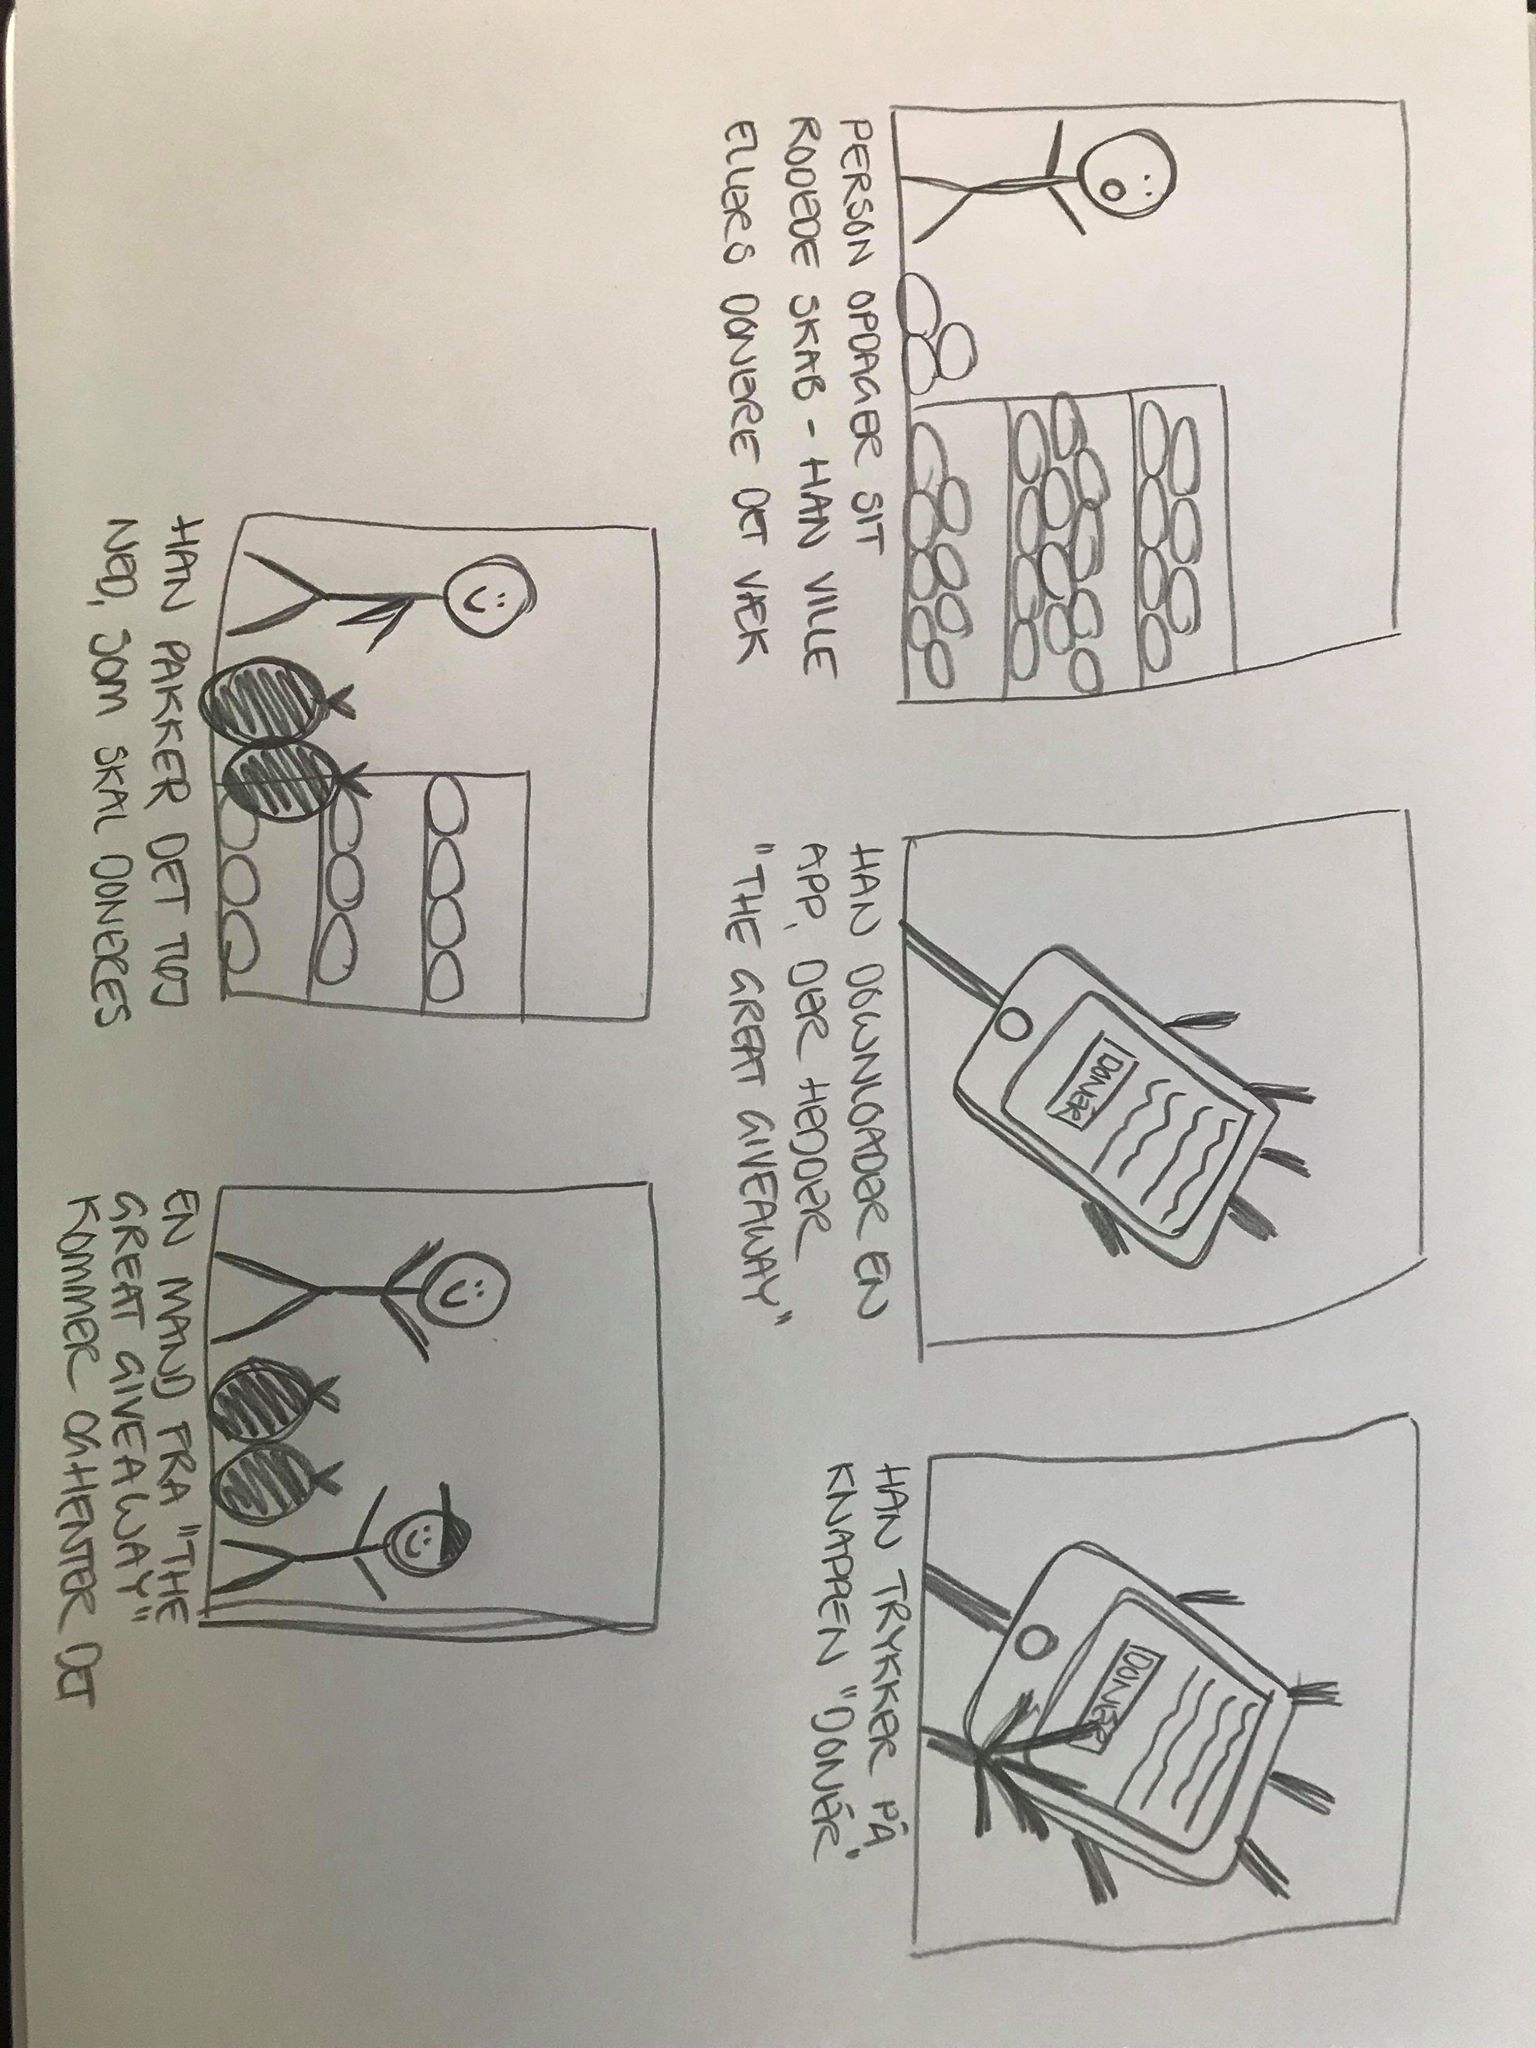 PERSON OPDAGER SIT
RODEDE SKAB - HAN VILLE
ELLERS DONERE DET VÆK
DONÉR
HAN DOWNLOADER EN
APP, DER HEDDER
"THE GREAT GIVEAWAY"
DONÉR
HAN TRYKKER PÅ
KNAPPEN "DONÉR"
HAN PAKKER DET TØJ
NED, SOM SKAL DONERES
EN MAND FRA "THE
GREAT GIVEAWAY"
KOMMER OG HENTER DET